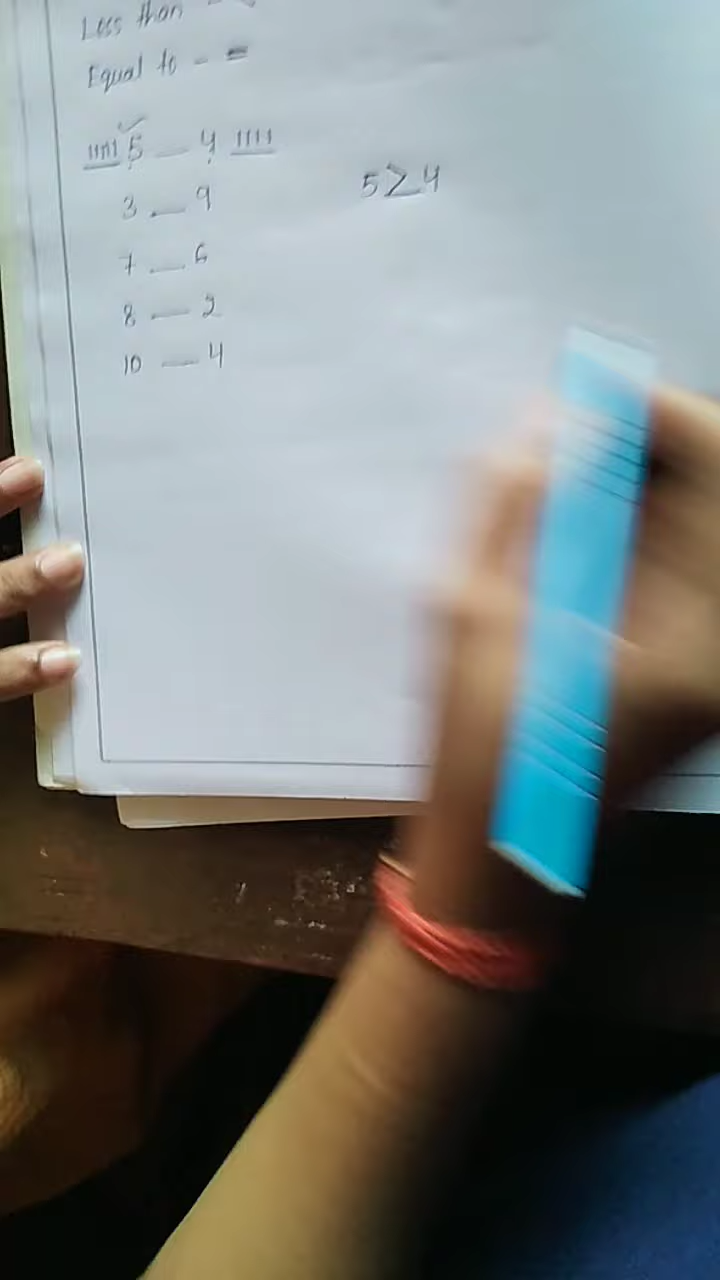 Less than -
Equal to - =
5 __ 4
5 > 4
3 __ 9
7 __ 6
8 __ 2
10 __ 4